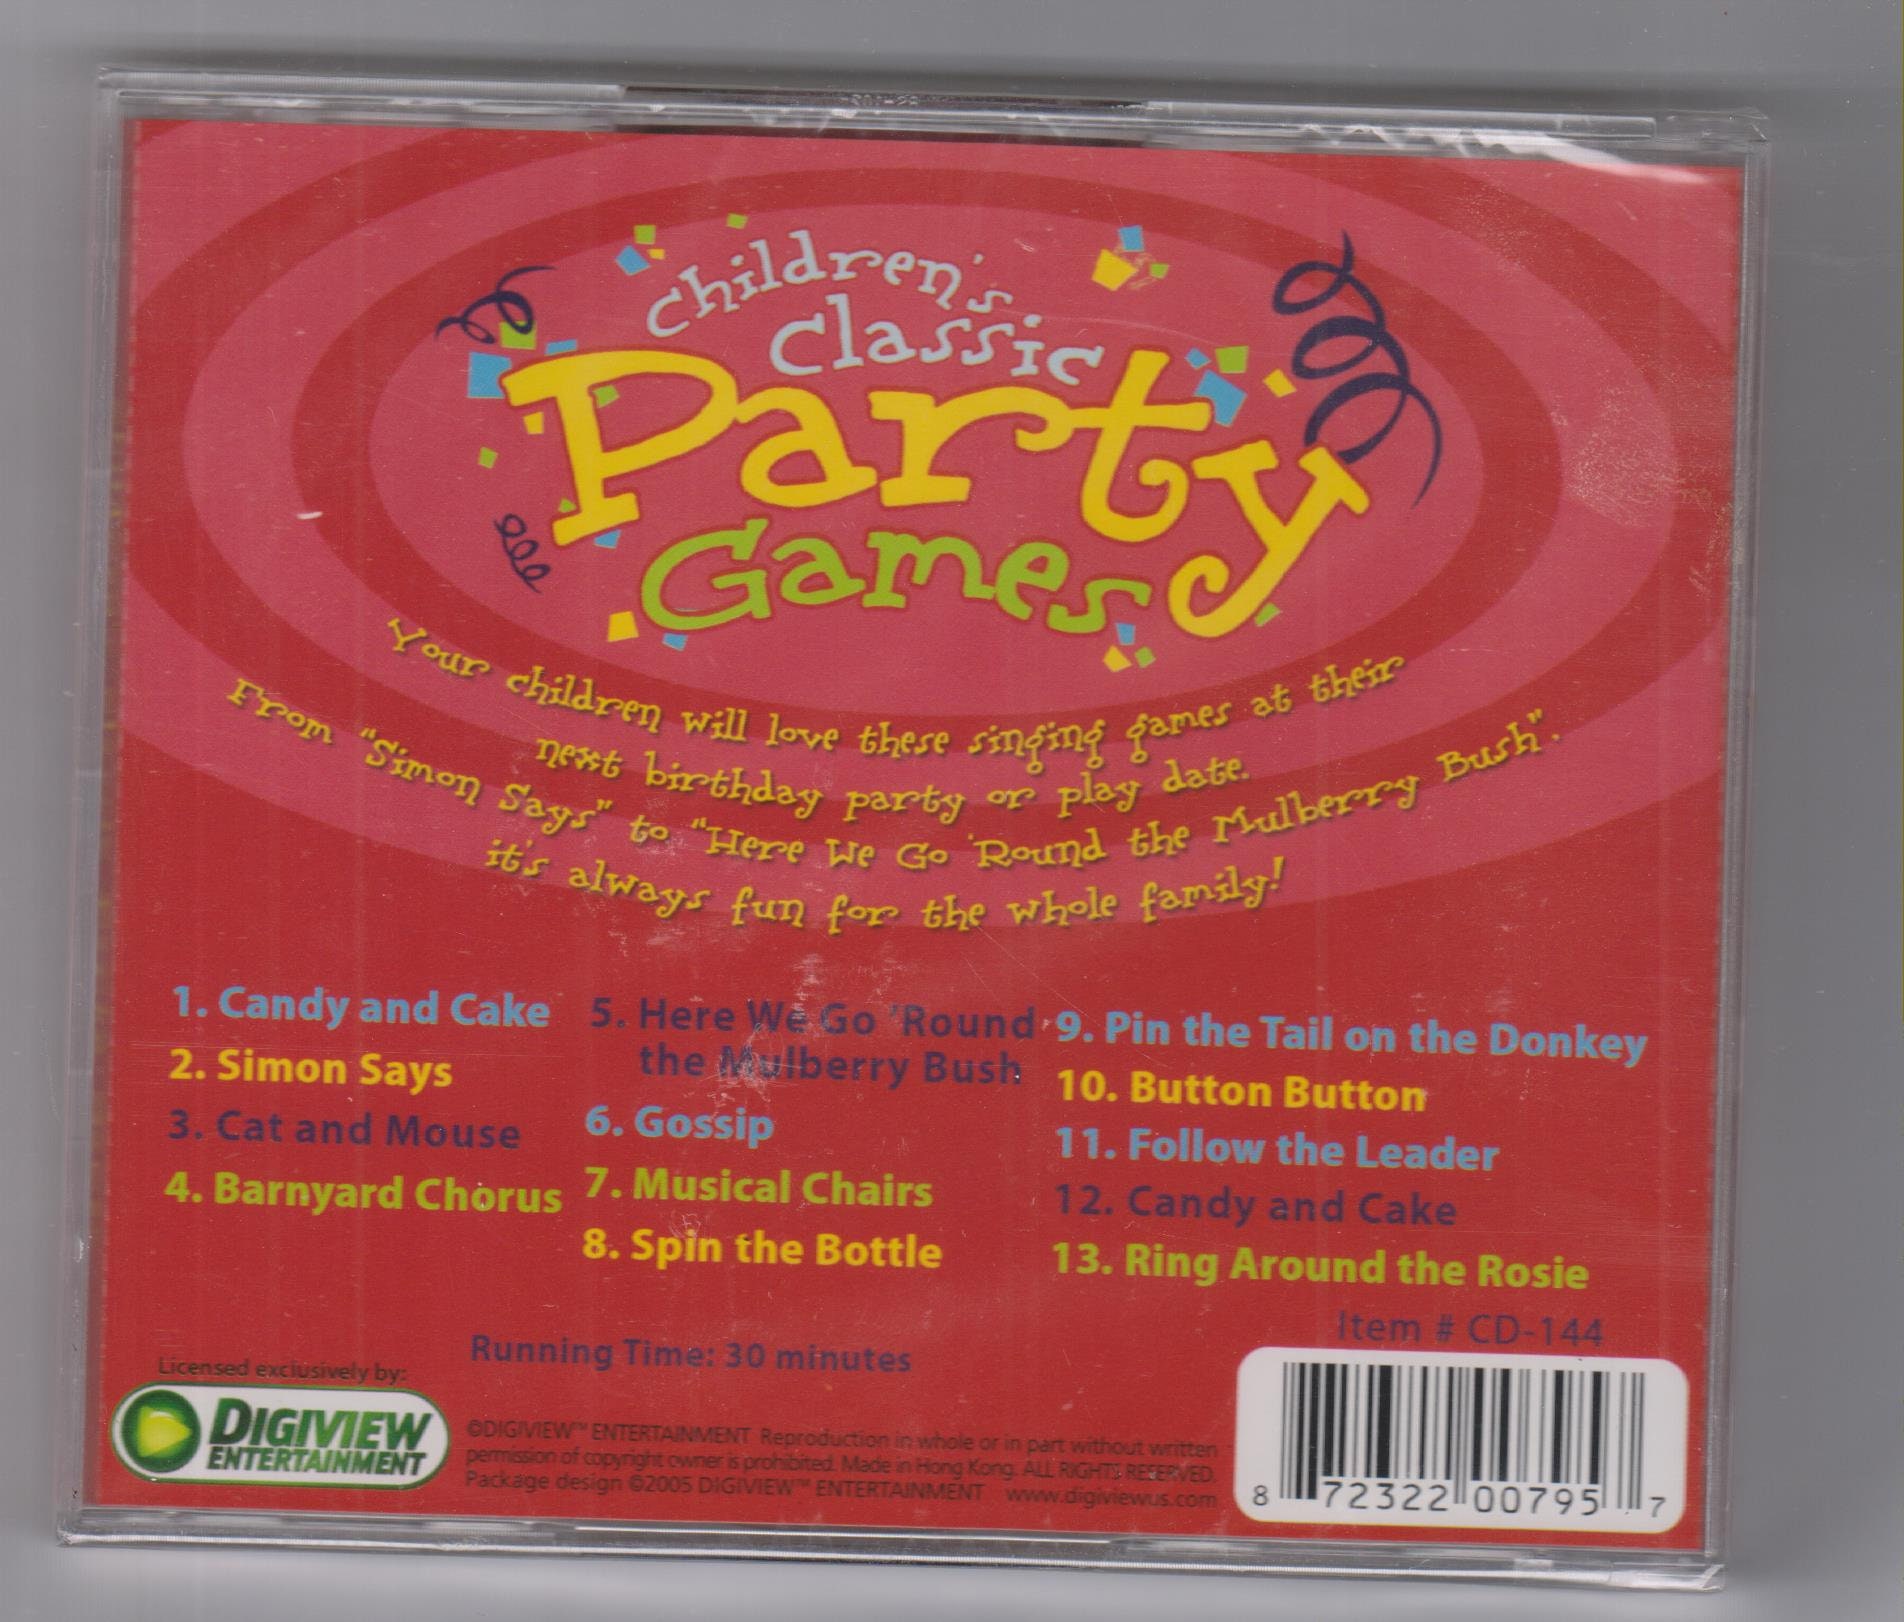 Children's
Classic
Party
Games
Your children will love these singing games at their
next birthday party or play date.
From "Simon Says" to "Here We Go 'Round the Mulberry Bush".
it's always fun for the whole family!
1. Candy and Cake
2. Simon Says
3. Cat and Mouse
4. Barnyard Chorus
5. Here We Go 'Round
the Mulberry Bush
6. Gossip
7. Musical Chairs
8. Spin the Bottle
9. Pin the Tail on the Donkey
10. Button Button
11. Follow the Leader
12. Candy and Cake
13. Ring Around the Rosie
Item # CD-144
Running Time: 30 minutes
Licensed exclusively by:
DIGIVIEW
ENTERTAINMENT
©DIGIVIEW™ ENTERTAINMENT Reproduction in whole or in part without written
permission of copyright owner is prohibited. Made in Hong Kong. ALL RIGHTS RESERVED.
Package design ©2005 DIGIVIEW™ ENTERTAINMENT www.digiviewus.com
8 72322 00795 7